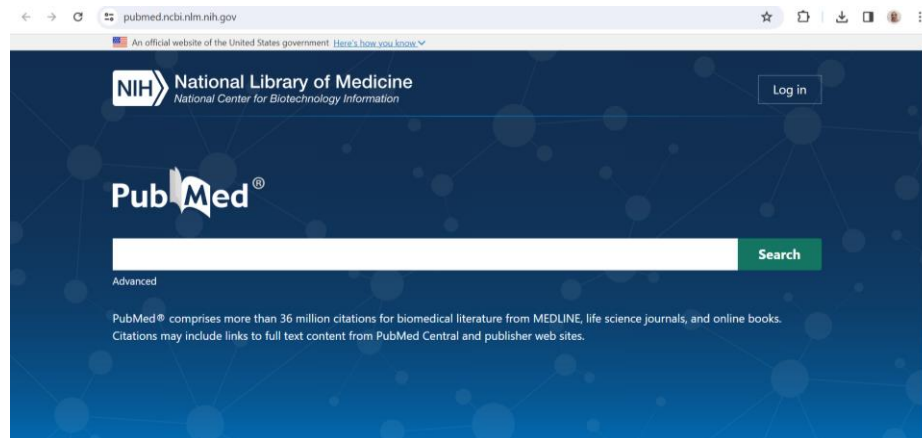 pubmed.ncbi.nlm.nih.gov
An official website of the United States government Here's how you know
NIH National Library of Medicine
National Center for Biotechnology Information
Log in
PubMed®
Search
Advanced
PubMed® comprises more than 36 million citations for biomedical literature from MEDLINE, life science journals, and online books.
Citations may include links to full text content from PubMed Central and publisher web sites.